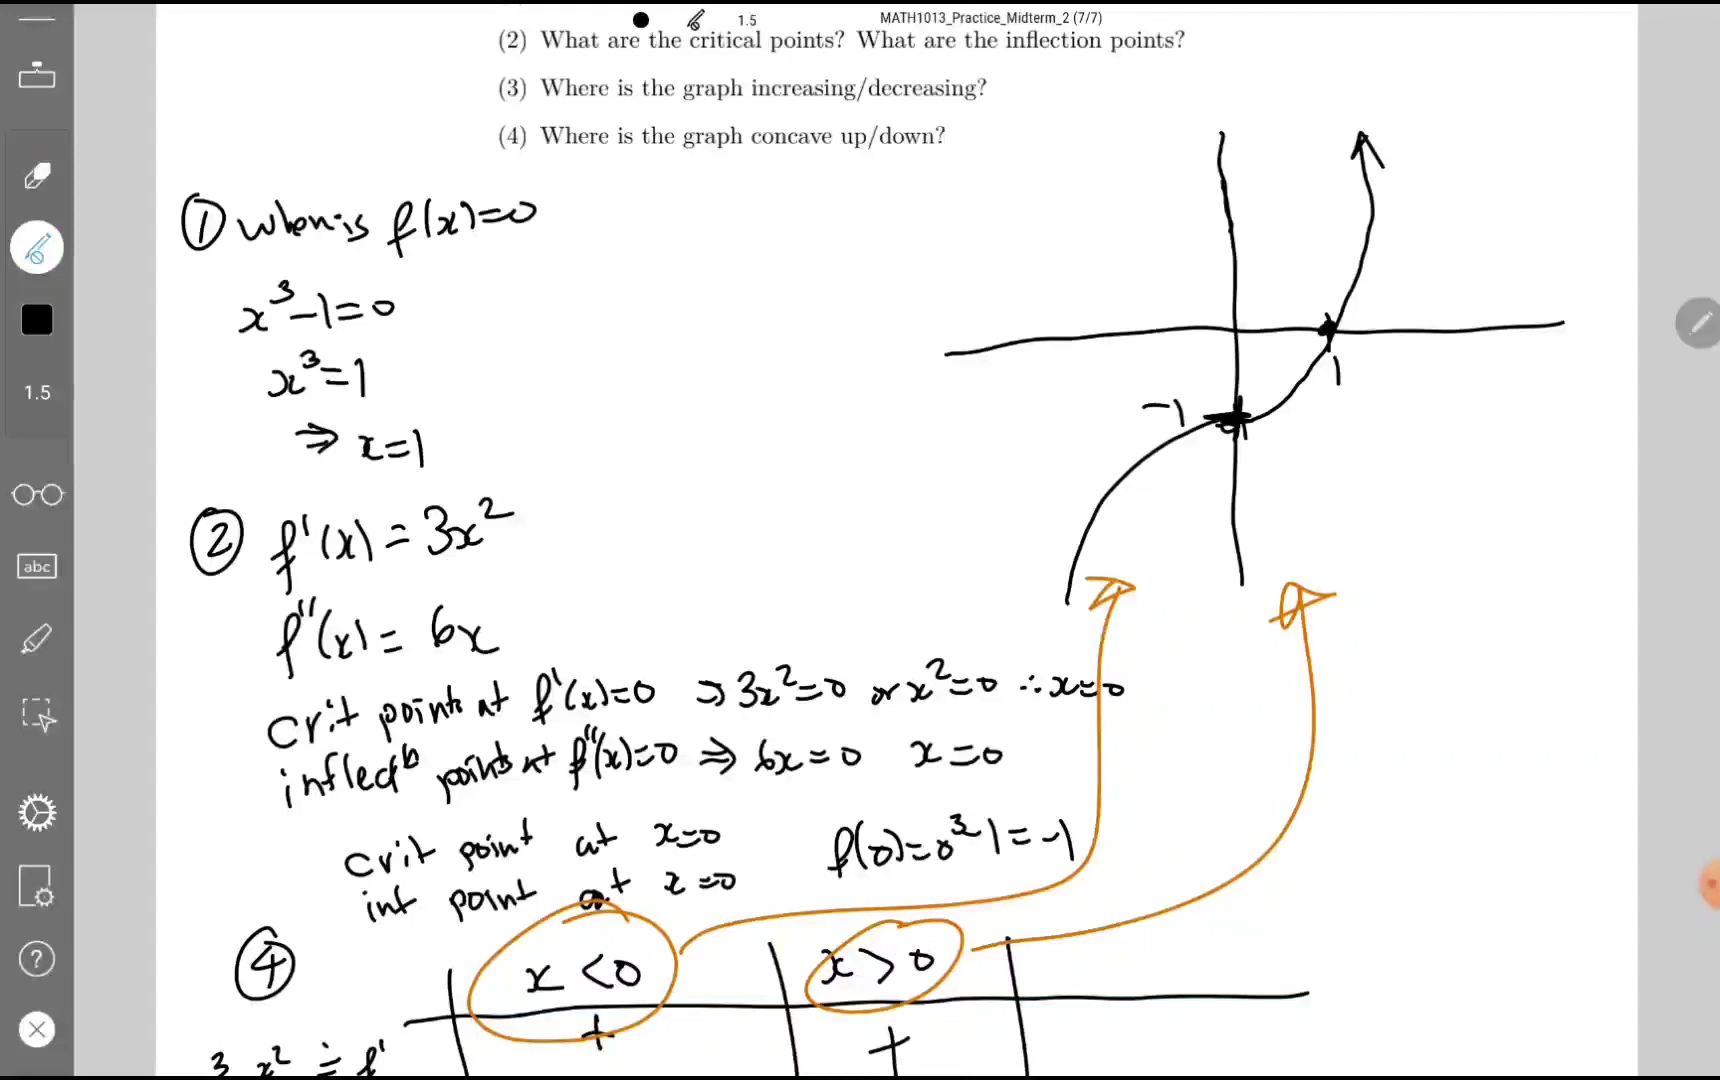 1.5 MATH1013_Practice_Midterm_2 (7/7)
(2) What are the critical points? What are the inflection points?
(3) Where is the graph increasing/decreasing?
(4) Where is the graph concave up/down?
① when is f(x)=0
x³-1=0
x³=1
⇒ x=1
1
-1
1.5
abc
② f'(x) = 3x²
f''(x) = 6x
crit points at f'(x)=0 ⇒ 3x²=0 or x²=0 ∴ x=0
points at f''(x)=0 ⇒ 6x=0 x=0
crit point at x=0 f(0)=0³-1=-1
point at x=0
④ x<0 x>0
+ +
3x² = f'